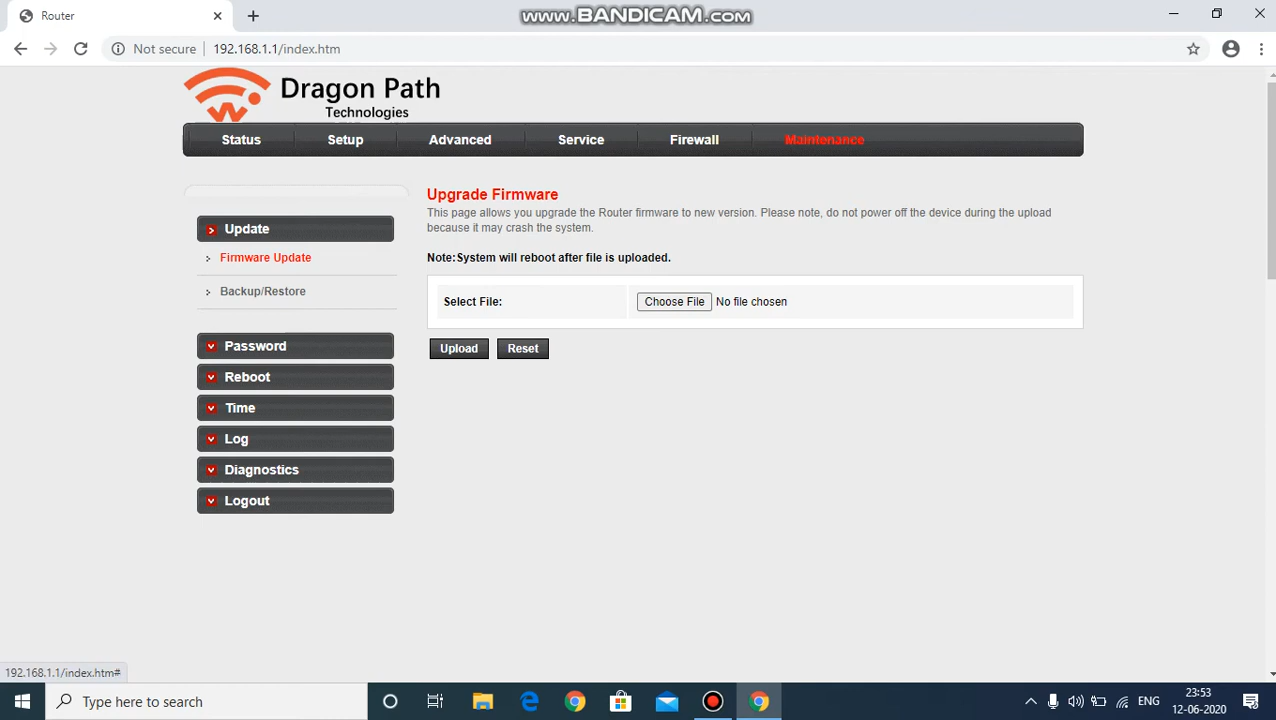 Router
www.BANDICAM.com
Not secure
192.168.1.1/index.htm
Dragon Path
Technologies
Status
Setup
Advanced
Service
Firewall
Maintenance
Update
Firmware Update
Backup/Restore
Password
Reboot
Time
Log
Diagnostics
Logout
Upgrade Firmware
This page allows you upgrade the Router firmware to new version. Please note, do not power off the device during the upload
because it may crash the system.
Note:System will reboot after file is uploaded.
Select File:
Choose File
No file chosen
Upload
Reset
192.168.1.1/index.htm#
Type here to search
ENG
23:53
12-06-2020